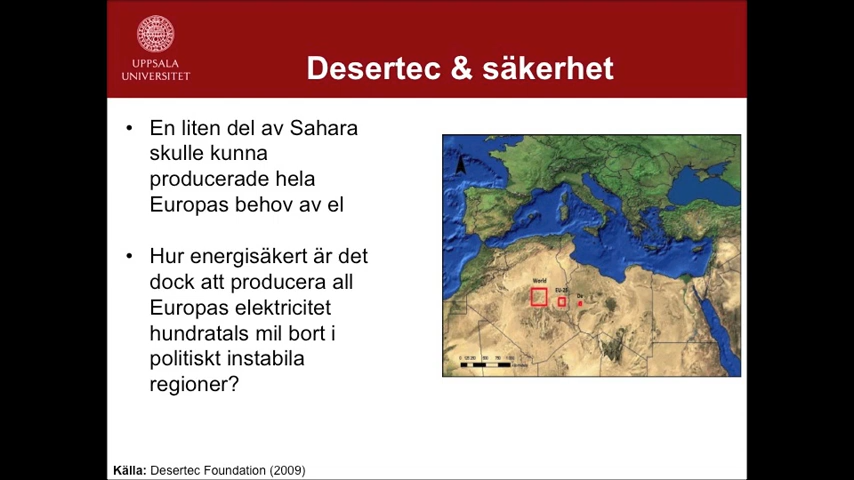 UPPSALA
UNIVERSITET
Desertec & säkerhet
• En liten del av Sahara
skulle kunna
producerade hela
Europas behov av el
• Hur energisäkert är det
dock att producera all
Europas elektricitet
hundratals mil bort i
politiskt instabila
regioner?
World
EU-25
De
Källa: Desertec Foundation (2009)